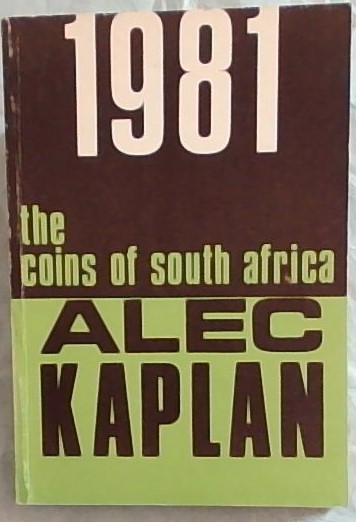 1981
the
coins of south africa
ALEC
KAPLAN